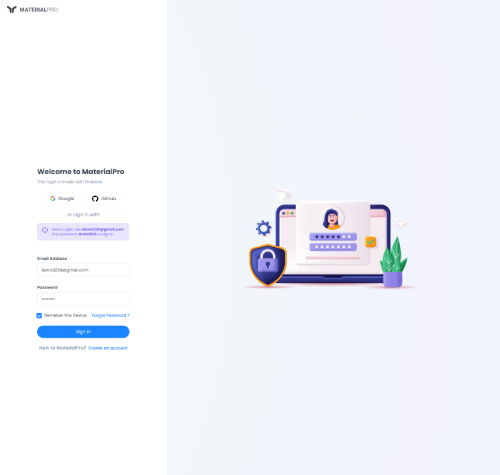 MATERIALPRO
Welcome to MaterialPro
This login is made with Firebase
Google Github
or sign in with
Demo Login, use demo1234@gmail.com
and password demo1234 to sign in
Email Address
demo1234@gmail.com
Password
Remeber this Device Forgot Password ?
Sign In
New to MaterialPro? Create an account